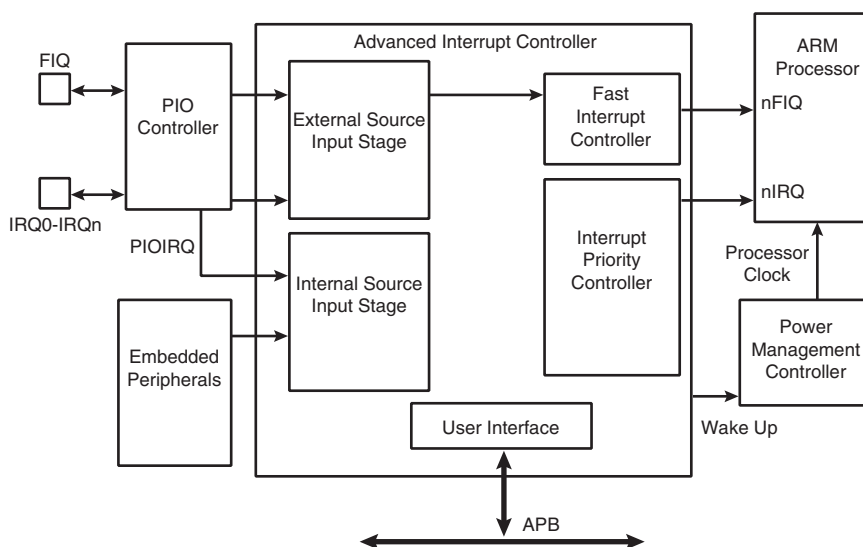 Advanced Interrupt Controller
ARM
Processor
FIQ
PIO
Controller
External Source
Input Stage
Fast
Interrupt
Controller
nFIQ
IRQ0-IRQn
nIRQ
PIOIRQ
Internal Source
Input Stage
Interrupt
Priority
Controller
Processor
Clock
Embedded
Peripherals
Power
Management
Controller
User Interface
Wake Up
APB